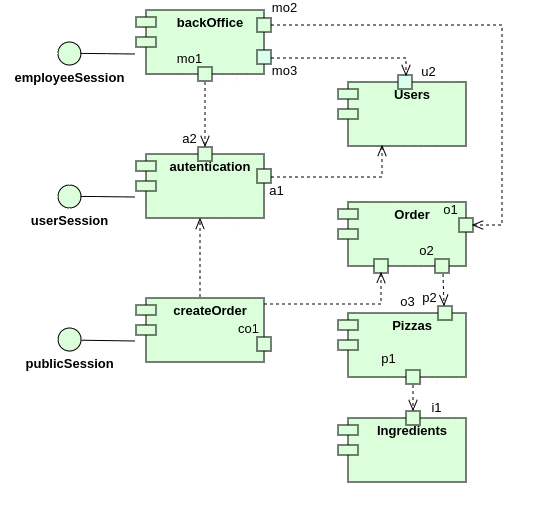 mo2
backOffice
mo1
mo3
employeeSession
u2
Users
a2
autentication
a1
userSession
Order
o1
o2
o3
p2
createOrder
co1
Pizzas
p1
publicSession
i1
Ingredients